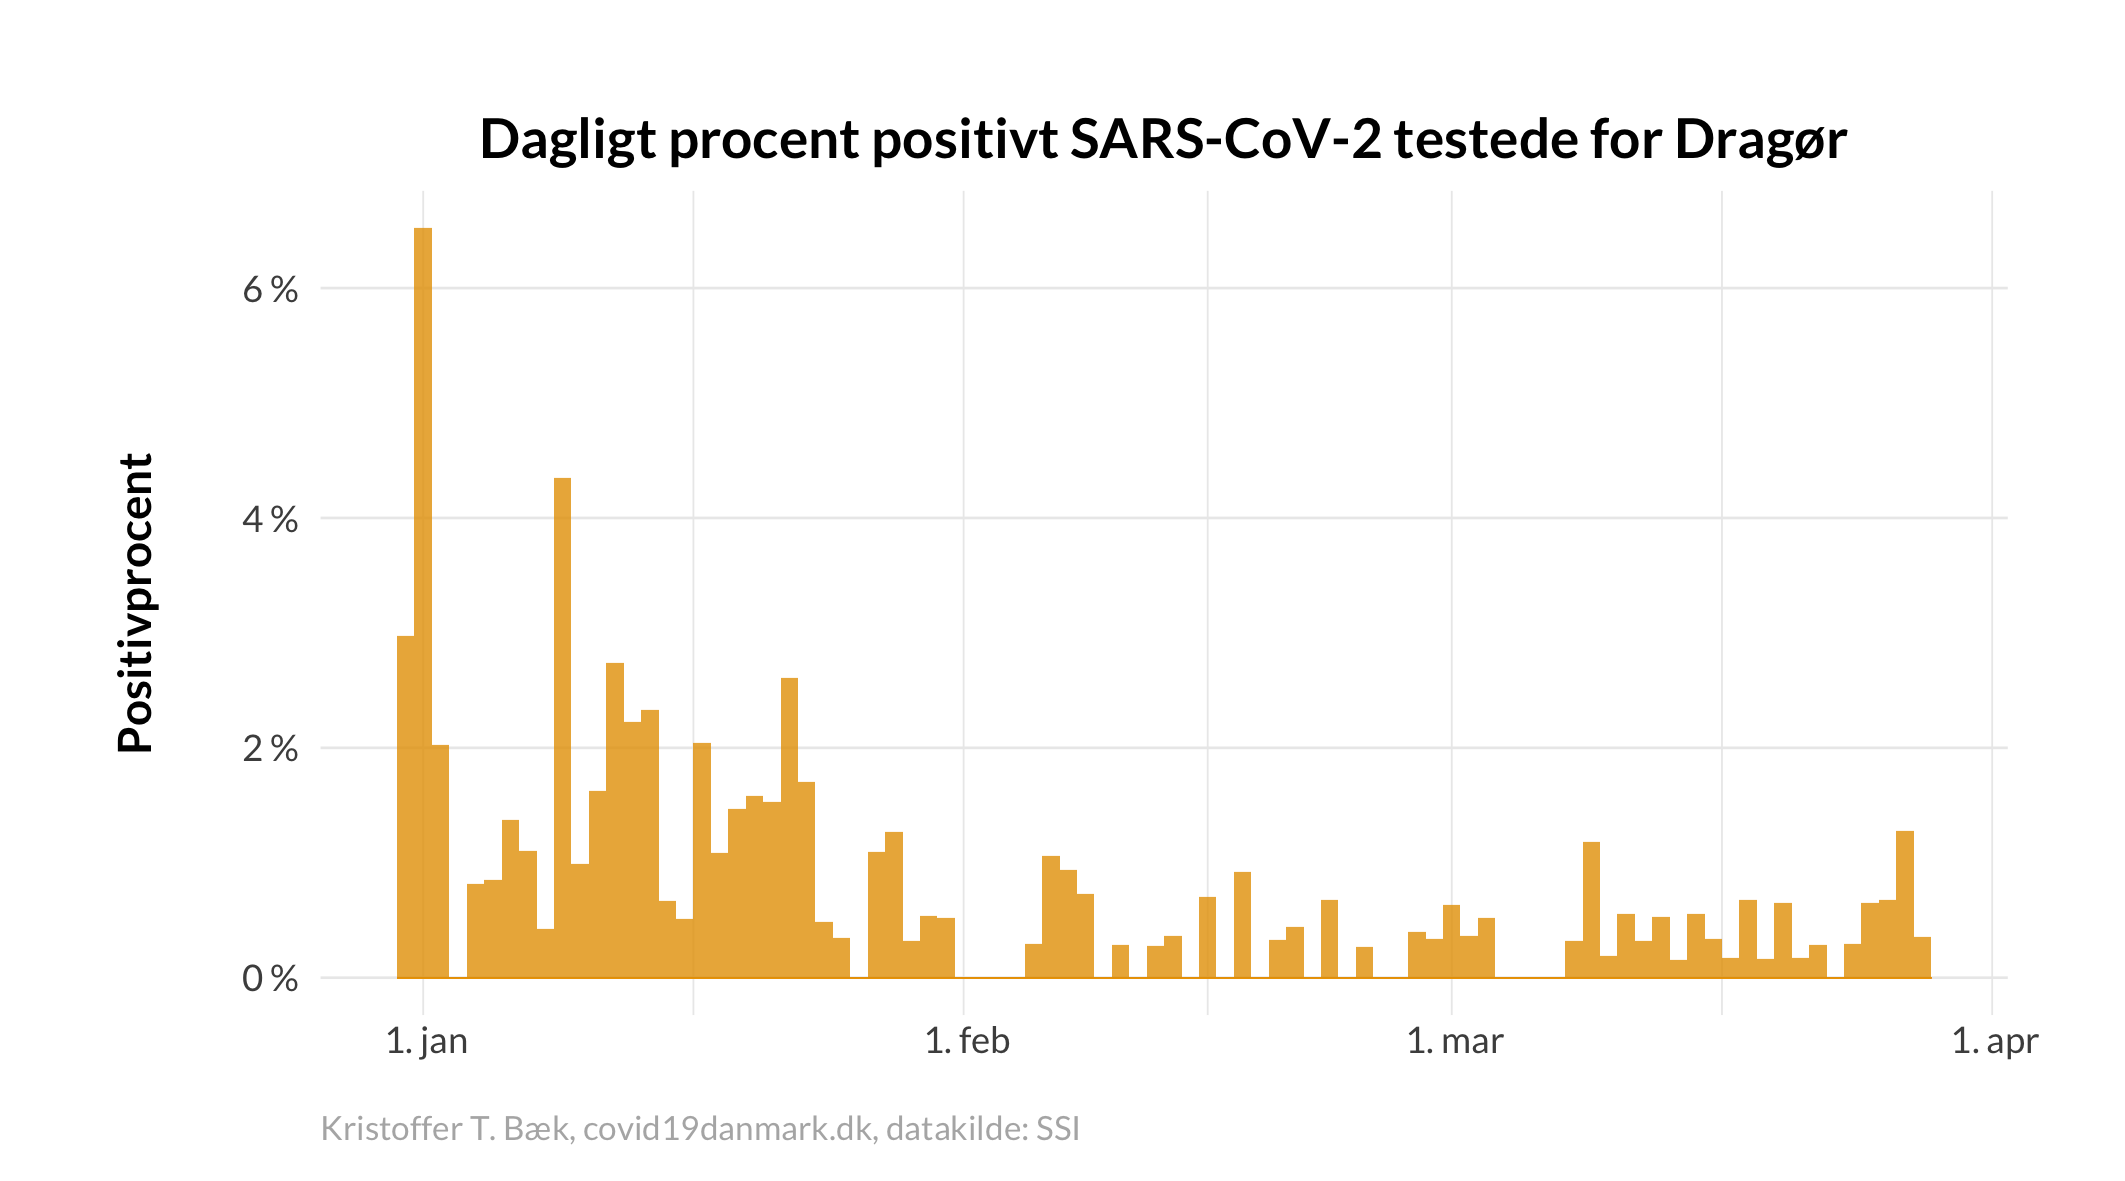 Dagligt procent positivt SARS-CoV-2 testede for Dragør
Positivprocent
6 %
4 %
2 %
0 %
1. jan
1. feb
1. mar
1. apr
Kristoffer T. Bæk, covid19danmark.dk, datakilde: SSI